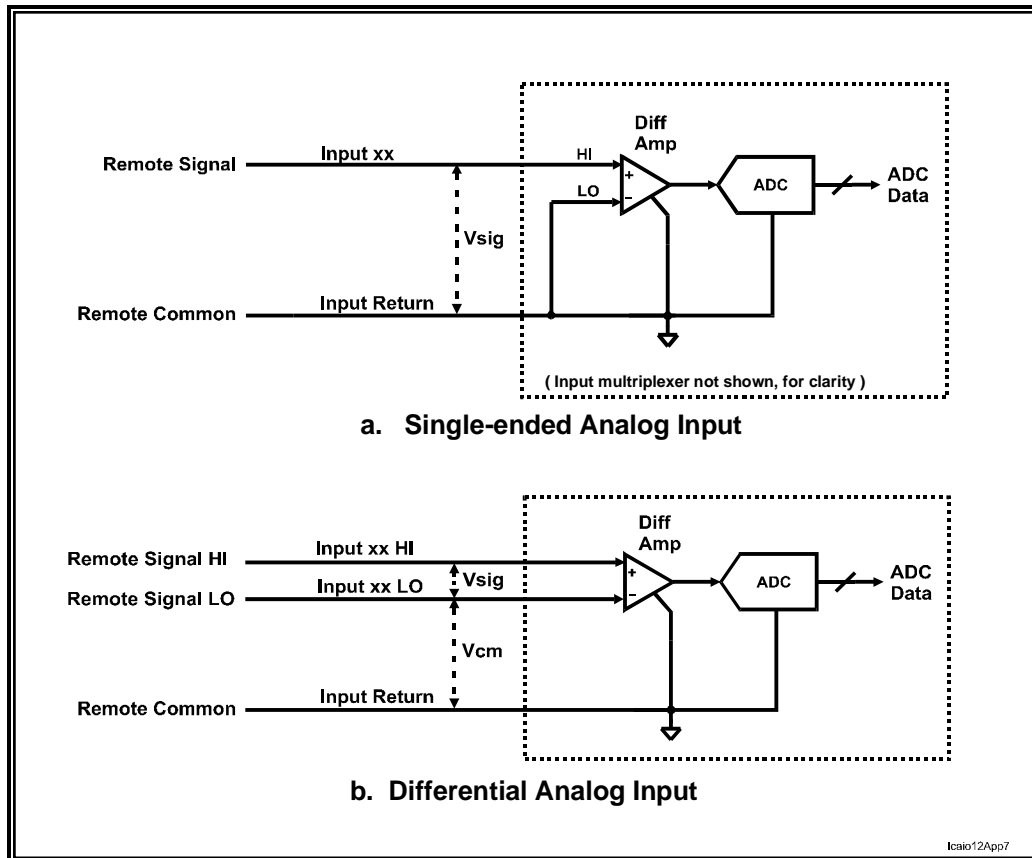 Diff
Amp
Remote Signal
Input xx
HI
+
ADC
ADC
Data
LO
−
Vsig
Remote Common
Input Return
( Input multiplexer not shown, for clarity )
a. Single-ended Analog Input
Diff
Amp
Remote Signal HI
Input xx HI
+
ADC
ADC
Data
Vsig
Remote Signal LO
Input xx LO
−
Vcm
Remote Common
Input Return
b. Differential Analog Input
Icaio12App7